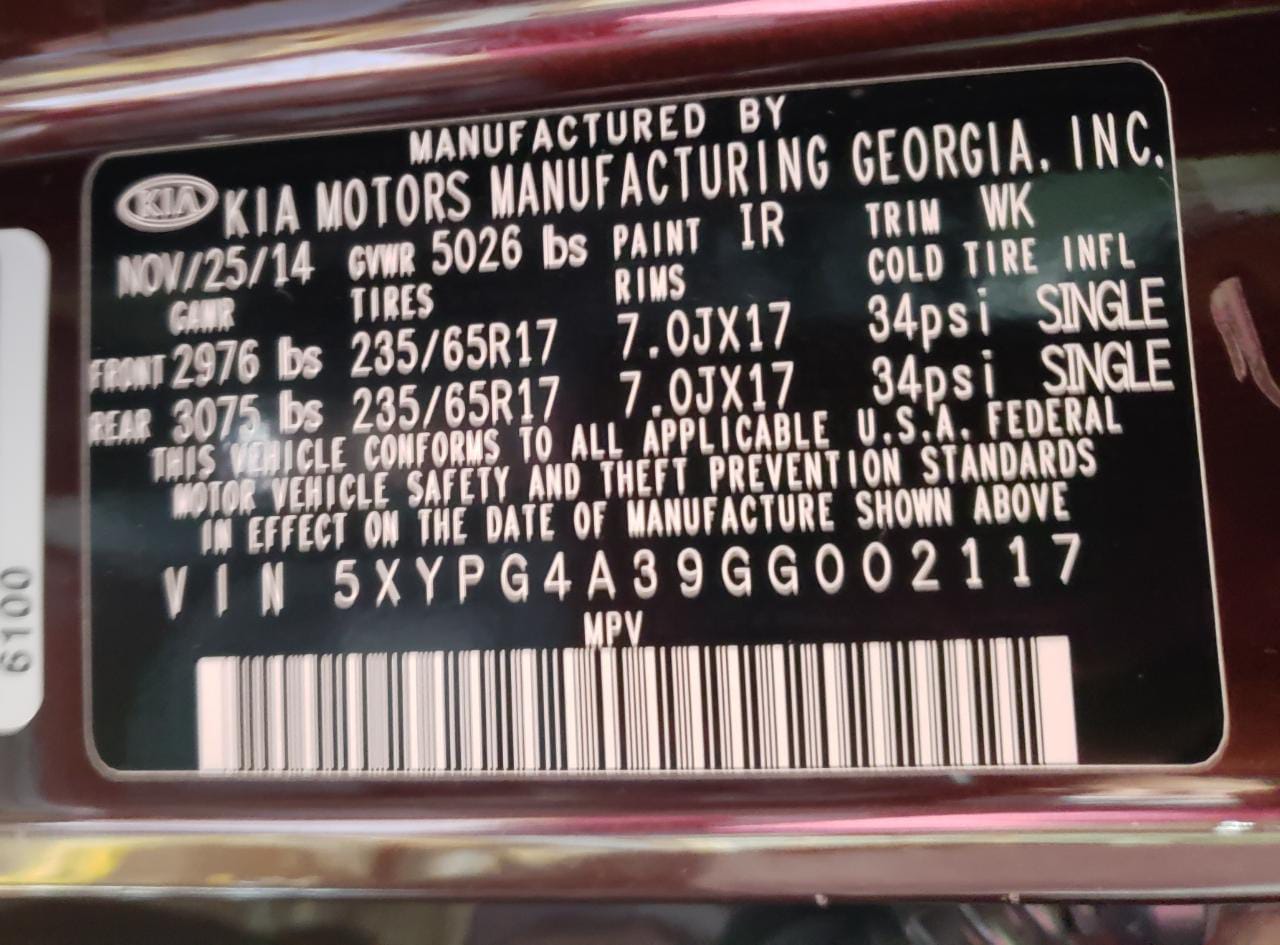 MANUFACTURED BY
KIA KIA MOTORS MANUFACTURING GEORGIA, INC.
NOV/25/14 GVWR 5026 lbs PAINT IR TRIM WK
GAWR TIRES RIMS COLD TIRE INFL
FRONT 2976 lbs 235/65R17 7.0JX17 34psi SINGLE
REAR 3075 lbs 235/65R17 7.0JX17 34psi SINGLE
THIS VEHICLE CONFORMS TO ALL APPLICABLE U.S.A. FEDERAL
MOTOR VEHICLE SAFETY AND THEFT PREVENTION STANDARDS
IN EFFECT ON THE DATE OF MANUFACTURE SHOWN ABOVE
VIN 5XYPG4A39GG002117
MPV
6100